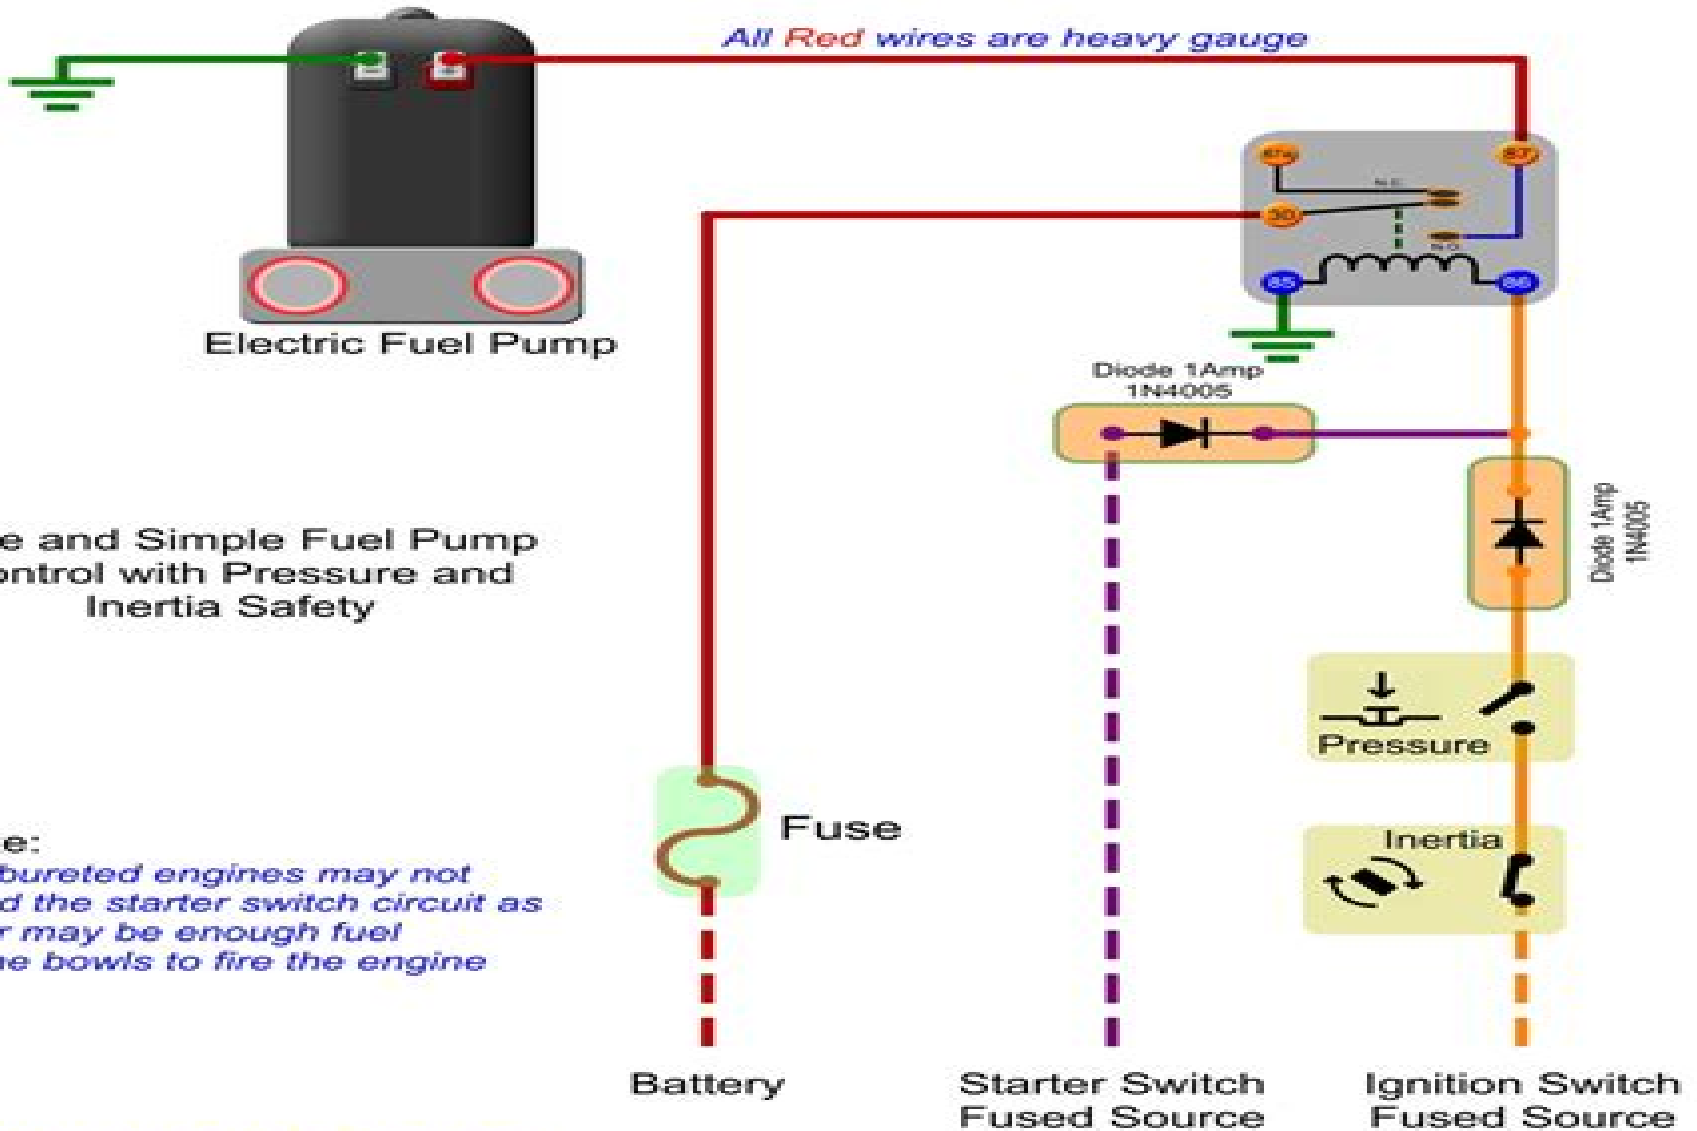 All Red wires are heavy gauge
- +
87a 87
N.C.
30
N.O.
85 86
Electric Fuel Pump
Diode 1Amp
1N4005
Diode 1Amp
1N4005
e and Simple Fuel Pump
ontrol with Pressure and
Inertia Safety
Pressure
Fuse
Inertia
e:
bureted engines may not
d the starter switch circuit as
r may be enough fuel
e bowls to fire the engine
Battery
Starter Switch
Fused Source
Ignition Switch
Fused Source